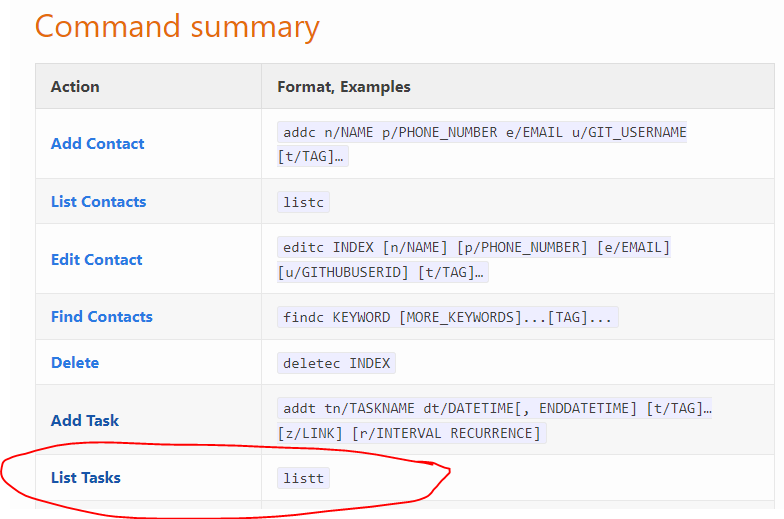 Command summary
Action Format, Examples
Add Contact addc n/NAME p/PHONE_NUMBER e/EMAIL u/GIT_USERNAME
[t/TAG]…
List Contacts listc
Edit Contact editc INDEX [n/NAME] [p/PHONE_NUMBER] [e/EMAIL]
[u/GITHUBUSERID] [t/TAG]…
Find Contacts findc KEYWORD [MORE_KEYWORDS]...[TAG]...
Delete deletec INDEX
Add Task addt tn/TASKNAME dt/DATETIME[, ENDDATETIME] [t/TAG]…
[z/LINK] [r/INTERVAL RECURRENCE]
List Tasks listt